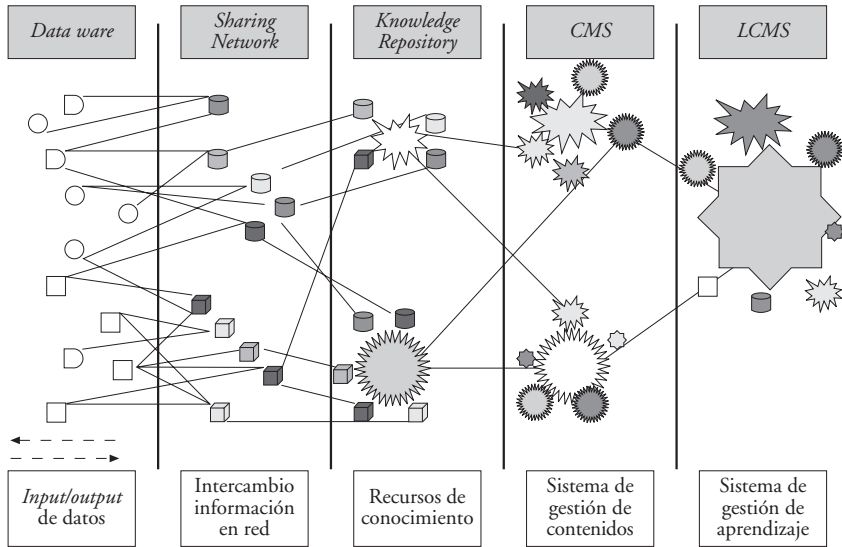 Data ware
Sharing
Network
Knowledge
Repository
CMS
LCMS
Input/output
de datos
Intercambio
información
en red
Recursos de
conocimiento
Sistema de
gestión de
contenidos
Sistema de
gestión de
aprendizaje